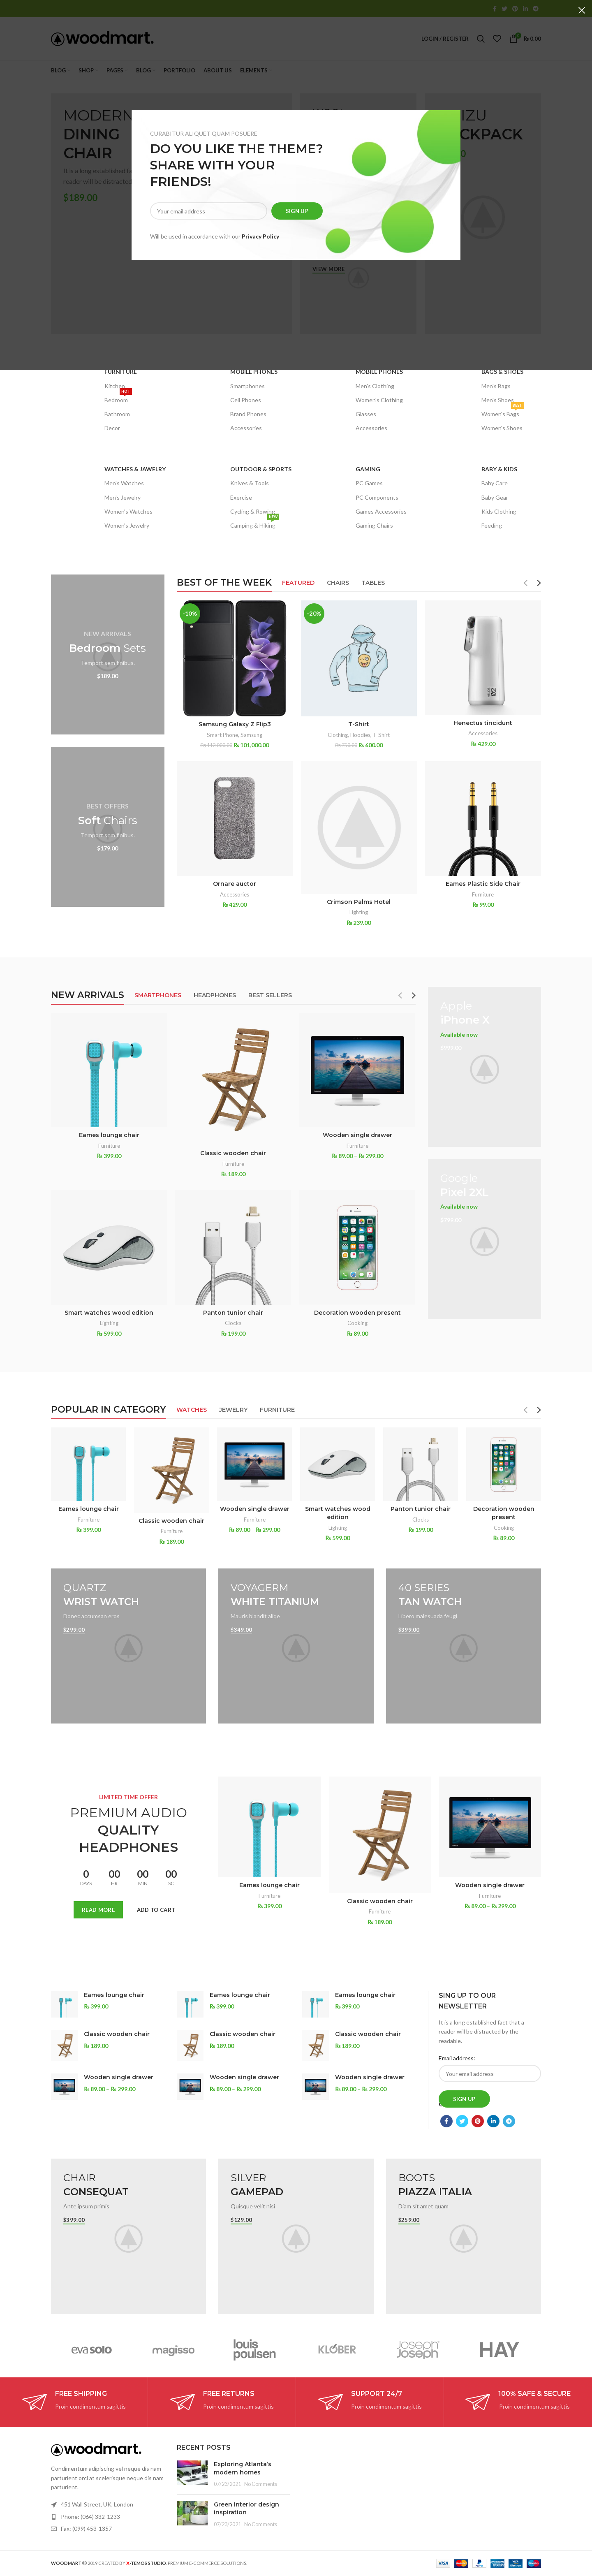 woodmart.
LOGIN / REGISTER
0
₨ 0.00
BLOG
SHOP
PAGES
BLOG
PORTFOLIO
ABOUT US
ELEMENTS
MODERN
DINING
CHAIR
It is a long established
reader will be distracted
$189.00
VIEW MORE
BACKPACK
CURABITUR ALIQUET QUAM POSUERE
DO YOU LIKE THE THEME?
SHARE WITH YOUR
FRIENDS!
Your email address
SIGN UP
Will be used in accordance with our Privacy Policy
FURNITURE
Kitchen
HOT
Bedroom
Bathroom
Decor
MOBILE PHONES
Smartphones
Cell Phones
Brand Phones
Accessories
MOBILE PHONES
Men's Clothing
Women's Clothing
Glasses
Accessories
BAGS & SHOES
Men's Bags
Men's Shoes
Women's Bags
Women's Shoes
WATCHES & JEWELRY
Men's Watches
Men's Jewelry
Women's Watches
Women's Jewelry
OUTDOOR & SPORTS
Knives & Tools
Exercise
Cycling & Rowing
NEW
Camping & Hiking
GAMING
PC Games
PC Components
Games Accessories
Gaming Chairs
BABY & KIDS
Baby Care
Baby Gear
Kids Clothing
Feeding
NEW ARRIVALS
Bedroom Sets
Tempors sem finibus.
$189.00
BEST OFFERS
Soft Chairs
Tempors sem finibus.
$179.00
BEST OF THE WEEK
FEATURED
CHAIRS
TABLES
-10%
Samsung Galaxy Z Flip3
Smart Phone, Samsung
₨ 112,000.00 ₨ 101,000.00
-20%
T-Shirt
Clothing, Hoodies, T-Shirt
₨ 750.00 ₨ 600.00
Henectus tincidunt
Accessories
₨ 429.00
Ornare auctor
Accessories
₨ 429.00
Crimson Palms Hotel
Lighting
₨ 239.00
Eames Plastic Side Chair
Furniture
₨ 99.00
NEW ARRIVALS
SMARTPHONES
HEADPHONES
BEST SELLERS
Eames lounge chair
Furniture
₨ 399.00
Classic wooden chair
Furniture
₨ 189.00
Wooden single drawer
Furniture
₨ 89.00 – ₨ 299.00
Smart watches wood edition
Lighting
₨ 599.00
Panton tunior chair
Clocks
₨ 199.00
Decoration wooden present
Cooking
₨ 89.00
Apple
iPhone X
Available now
Google
Pixel 2XL
Available now
POPULAR IN CATEGORY
WATCHES
JEWELRY
FURNITURE
Eames lounge chair
Furniture
₨ 399.00
Classic wooden chair
Furniture
₨ 189.00
Wooden single drawer
Furniture
₨ 89.00 – ₨ 299.00
Smart watches wood
edition
Lighting
₨ 599.00
Panton tunior chair
Clocks
₨ 199.00
Decoration wooden
present
Cooking
₨ 89.00
QUARTZ
WRIST WATCH
Donec accumsan eros
$299.00
VOYAGERM
WHITE TITANIUM
Mauris blandit akse
$349.00
40 SERIES
TAN WATCH
Libero malesuada feugi
$399.00
LIMITED TIME OFFER
PREMIUM AUDIO
QUALITY
HEADPHONES
0
DAYS
00
HR
00
MIN
00
SC
READ MORE
ADD TO CART
Eames lounge chair
Furniture
₨ 399.00
Classic wooden chair
Furniture
₨ 189.00
Wooden single drawer
Furniture
₨ 89.00 – ₨ 299.00
Eames lounge chair
₨ 399.00
Classic wooden chair
₨ 189.00
Wooden single drawer
₨ 89.00 – ₨ 299.00
Eames lounge chair
₨ 399.00
Classic wooden chair
₨ 189.00
Wooden single drawer
₨ 89.00 – ₨ 299.00
Eames lounge chair
₨ 399.00
Classic wooden chair
₨ 189.00
Wooden single drawer
₨ 89.00 – ₨ 299.00
SING UP TO OUR
NEWSLETTER
It is a long established fact that a
reader will be distracted by the
readable.
Email address:
Your email address
SIGN UP
CHAIR
CONSEQUAT
Ante ipsum primis
$399.00
SILVER
GAMEPAD
Quisque velit nisi
$129.00
BOOTS
PIAZZA ITALIA
Diam sit amet quam
$259.00
eva solo
magisso
louis
poulsen
KLÖBER
joseph
joseph
HAY
FREE SHIPPING
Proin condimentum sagittis
FREE RETURNS
Proin condimentum sagittis
SUPPORT 24/7
Proin condimentum sagittis
100% SAFE & SECURE
Proin condimentum sagittis
woodmart.
Condimentum adipiscing vel neque dis nam
parturient orci at scelerisque neque dis nam
parturient.
451 Wall Street, UK, London
Phone: (064) 332-1233
Fax: (099) 453-1357
RECENT POSTS
Exploring Atlanta's
modern homes
07/23/2021 No Comments
Green interior design
inspiration
07/23/2021 No Comments
WOODMART © 2019 CREATED BY X-TEMOS STUDIO. PREMIUM E-COMMERCE SOLUTIONS.
VISA
PayPal